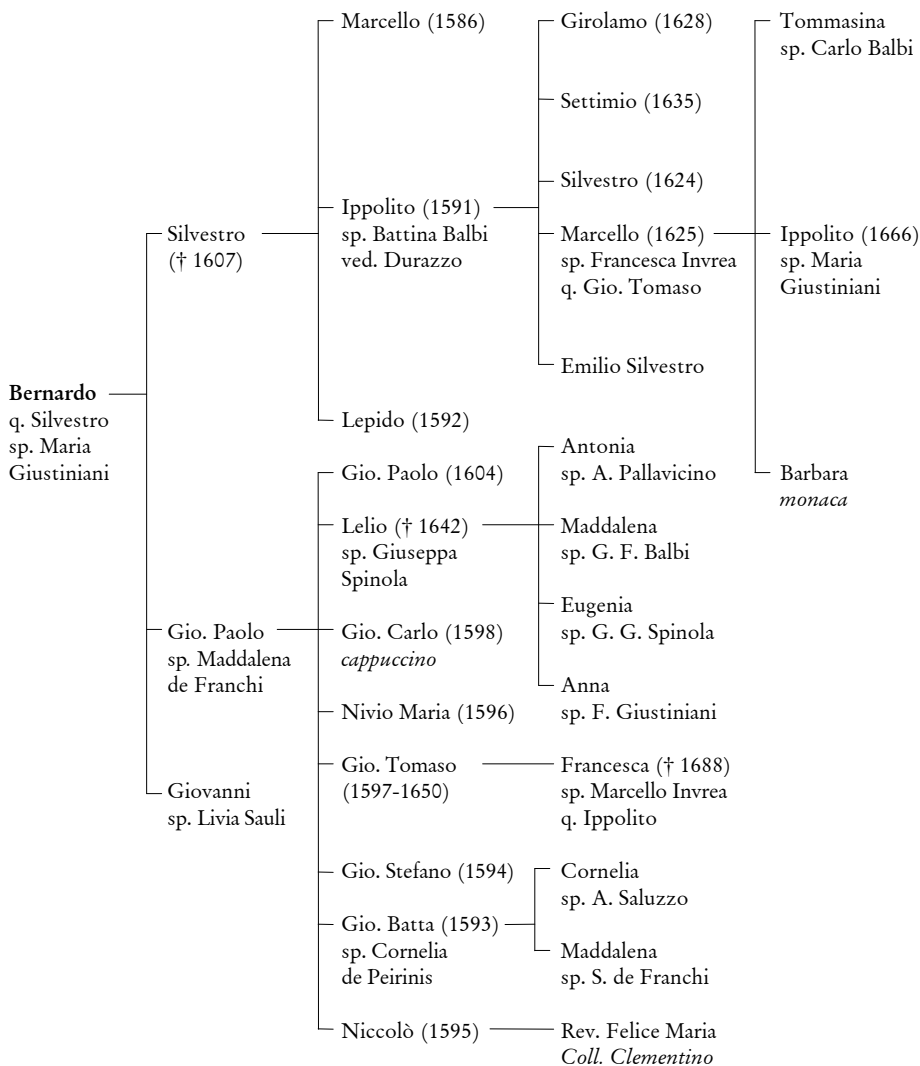 Bernardo
q. Silvestro
sp. Maria
Giustiniani
Silvestro
(† 1607)
Gio. Paolo
sp. Maddalena
de Franchi
Giovanni
sp. Livia Sauli
Marcello (1586)
Ippolito (1591)
sp. Battina Balbi
ved. Durazzo
Lepido (1592)
Gio. Paolo (1604)
Lelio († 1642)
sp. Giuseppa
Spinola
Gio. Carlo (1598)
cappuccino
Nivio Maria (1596)
Gio. Tomaso
(1597-1650)
Gio. Stefano (1594)
Gio. Batta (1593)
sp. Cornelia
de Peirinis
Niccolò (1595)
Girolamo (1628)
Settimio (1635)
Silvestro (1624)
Marcello (1625)
sp. Francesca Invrea
q. Gio. Tomaso
Emilio Silvestro
Antonia
sp. A. Pallavicino
Maddalena
sp. G. F. Balbi
Eugenia
sp. G. G. Spinola
Anna
sp. F. Giustiniani
Francesca († 1688)
sp. Marcello Invrea
q. Ippolito
Cornelia
sp. A. Saluzzo
Maddalena
sp. S. de Franchi
Rev. Felice Maria
Coll. Clementino
Tommasina
sp. Carlo Balbi
Ippolito (1666)
sp. Maria
Giustiniani
Barbara
monaca